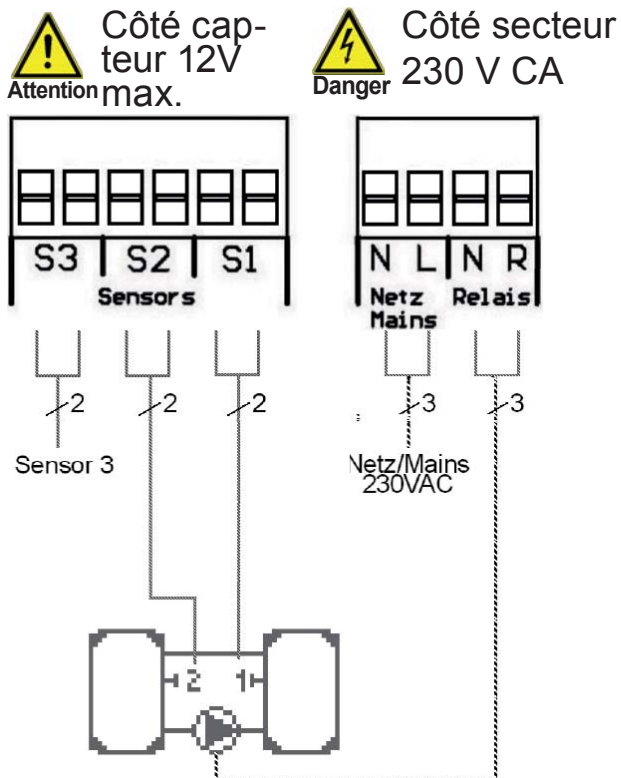 Côté cap-
teur 12V
max.
Attention
Côté secteur
230 V CA
Danger
S3 S2 S1
Sensors
N L N R
Netz Relais
Mains
2 2 2
3 3
Sensor 3
Netz/Mains
230VAC
2 1